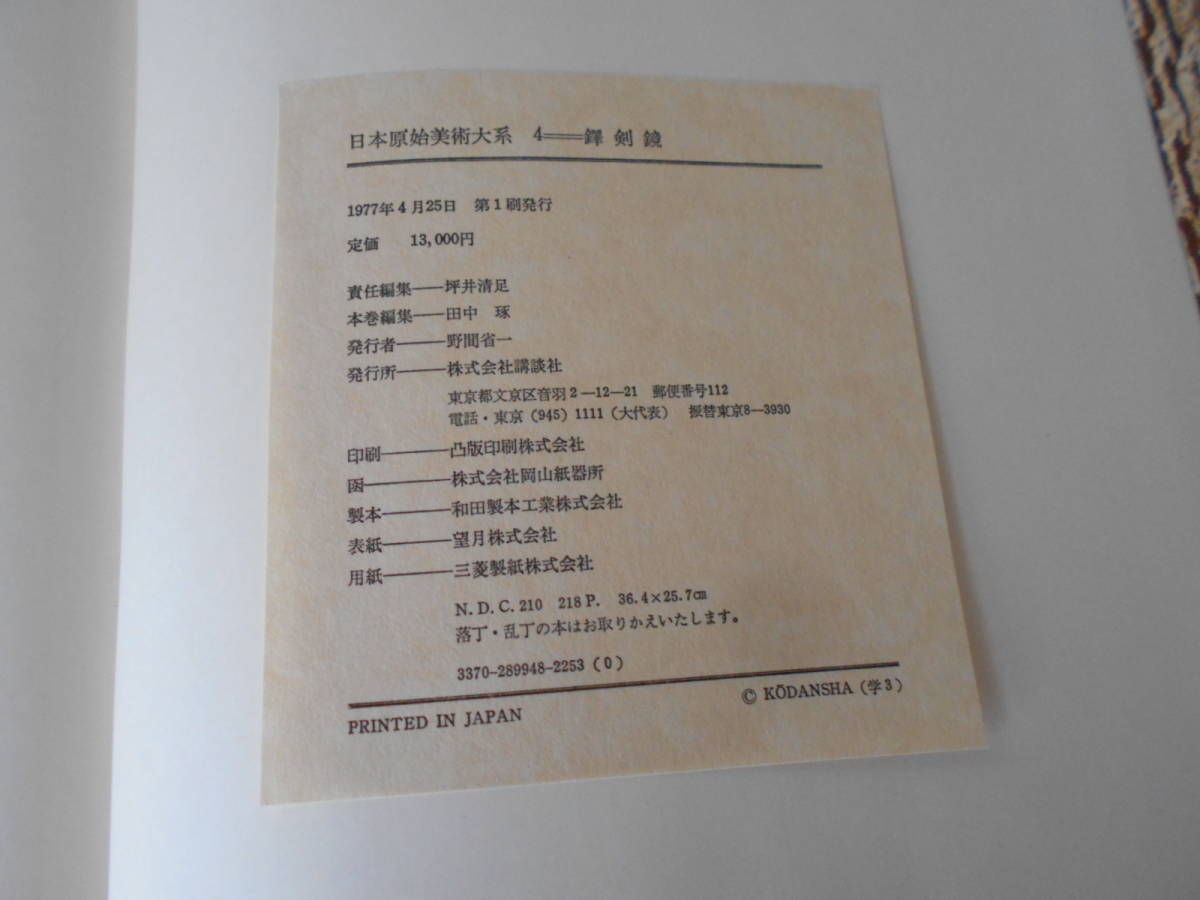 日本原始美術大系 4══鐸 剣 鏡
1977年4月25日 第1刷発行
定価 13,000円
責任編集――坪井清足
本巻編集――田中 琢
発行者―――野間省一
発行所―――株式会社講談社
東京都文京区音羽2―12―21 郵便番号112
電話・東京(945)1111(大代表) 振替東京8―3930
印刷――――凸版印刷株式会社
函―――――株式会社岡山紙器所
製本――――和田製本工業株式会社
表紙――――望月株式会社
用紙――――三菱製紙株式会社
N.D.C.210 218P. 36.4×25.7㎝
落丁・乱丁の本はお取りかえいたします。
3370-289948-2253(0)
© KŌDANSHA(学3)
PRINTED IN JAPAN